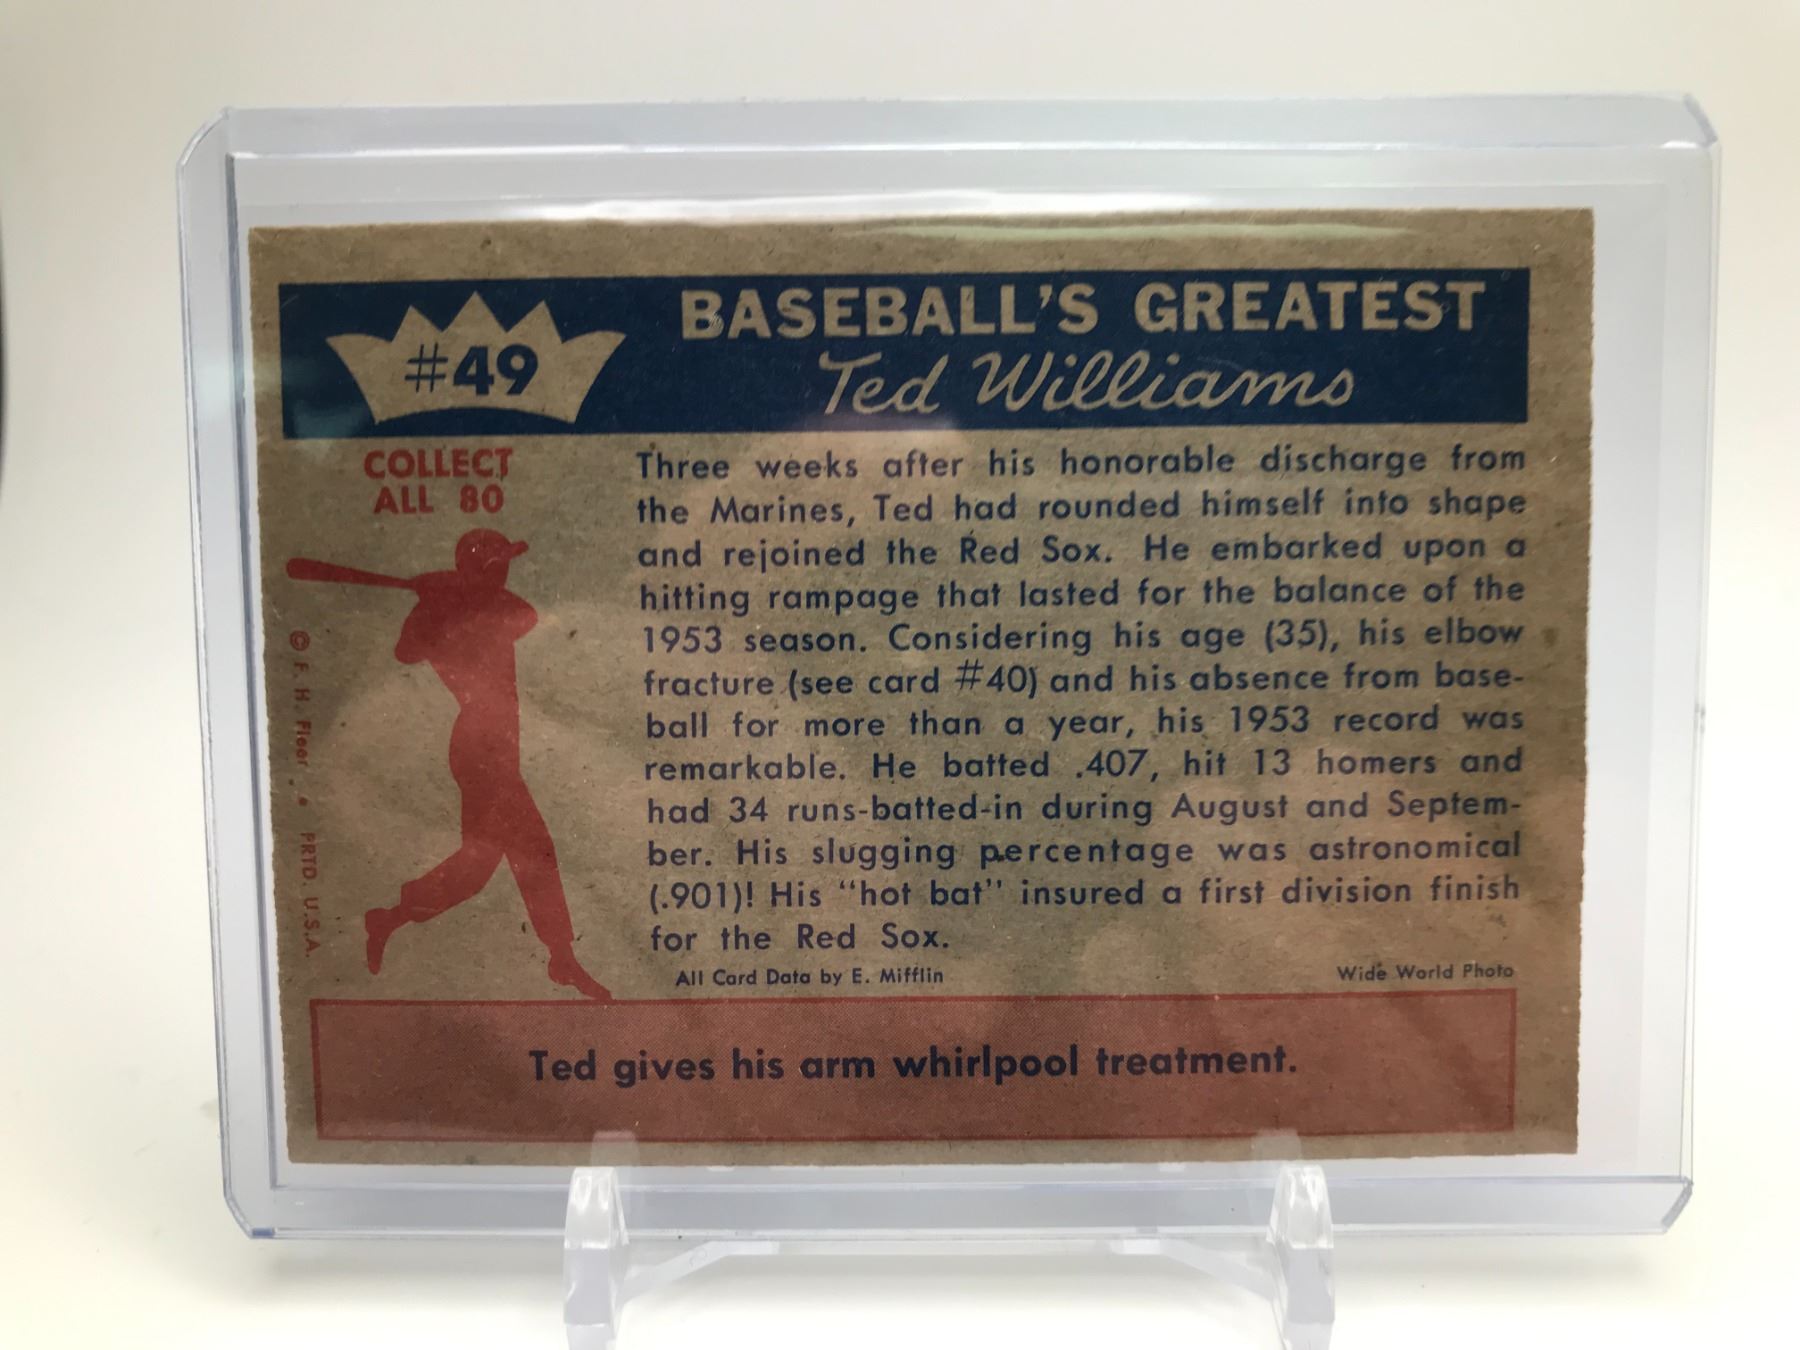 #49
BASEBALL'S GREATEST
Ted Williams
COLLECT
ALL 80
Three weeks after his honorable discharge from
the Marines, Ted had rounded himself into shape
and rejoined the Red Sox. He embarked upon a
hitting rampage that lasted for the balance of the
1953 season. Considering his age (35), his elbow
fracture (see card #40) and his absence from base-
ball for more than a year, his 1953 record was
remarkable. He batted .407, hit 13 homers and
had 34 runs-batted-in during August and Septem-
ber. His slugging percentage was astronomical
(.901)! His "hot bat" insured a first division finish
for the Red Sox.
All Card Data by E. Mifflin
Wide World Photo
© F. H. Fleer . • PRTD. U.S.A.
Ted gives his arm whirlpool treatment.